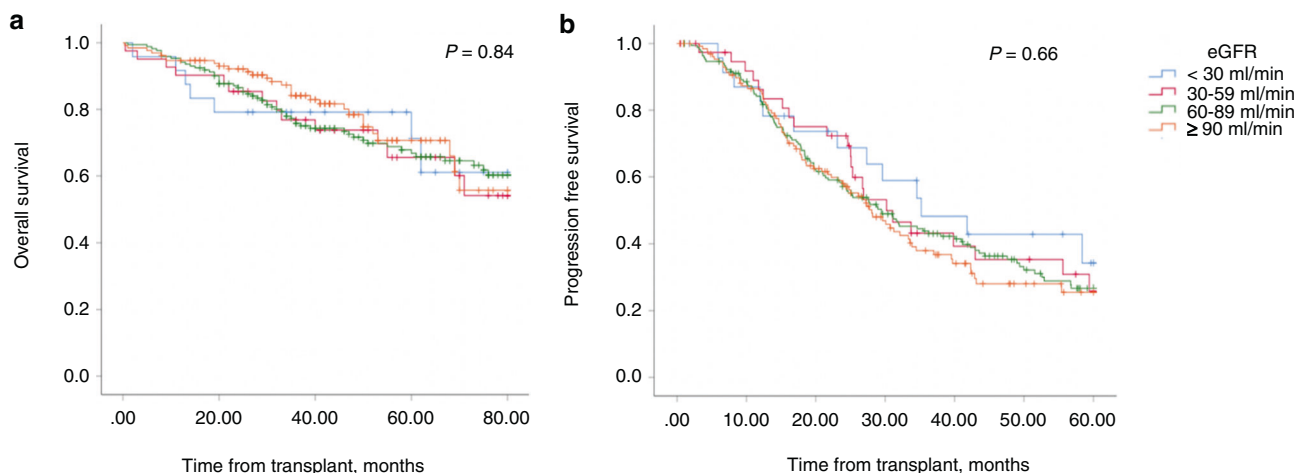 a
P = 0.84
Overall survival
1.0
0.8
0.6
0.4
0.2
0.0
.00 20.00 40.00 60.00 80.00
Time from transplant, months
b
P = 0.66
Progression free survival
1.0
0.8
0.6
0.4
0.2
0.0
.00 10.00 20.00 30.00 40.00 50.00 60.00
Time from transplant, months
eGFR
< 30 ml/min
30-59 ml/min
60-89 ml/min
≥ 90 ml/min